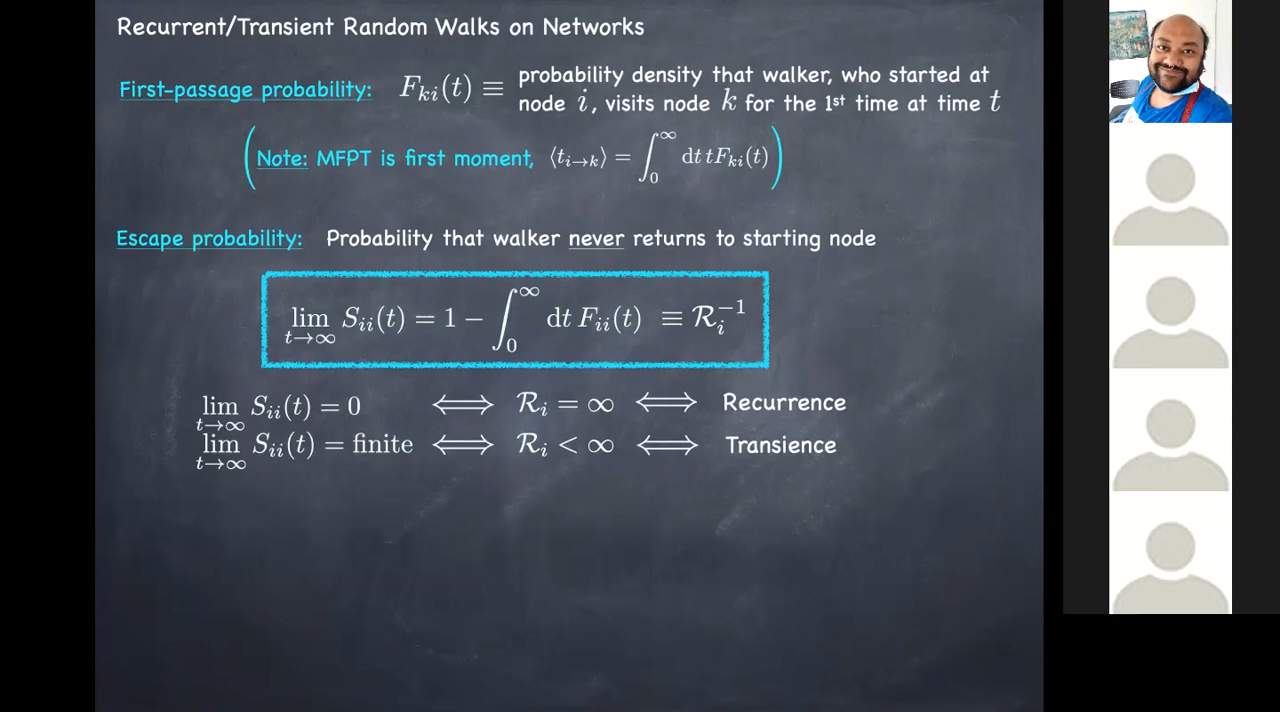 Recurrent/Transient Random Walks on Networks
First-passage probability: F_{ki}(t) ≡ probability density that walker, who started at
node i, visits node k for the 1st time at time t
(Note: MFPT is first moment, ⟨t_{i→k}⟩ = ∫_0^∞ dt t F_{ki}(t))
Escape probability: Probability that walker never returns to starting node
lim_{t→∞} S_{ii}(t) = 1 − ∫_0^∞ dt F_{ii}(t) ≡ R_i^{−1}
lim_{t→∞} S_{ii}(t) = 0 ⟺ R_i = ∞ ⟺ Recurrence
lim_{t→∞} S_{ii}(t) = finite ⟺ R_i < ∞ ⟺ Transience